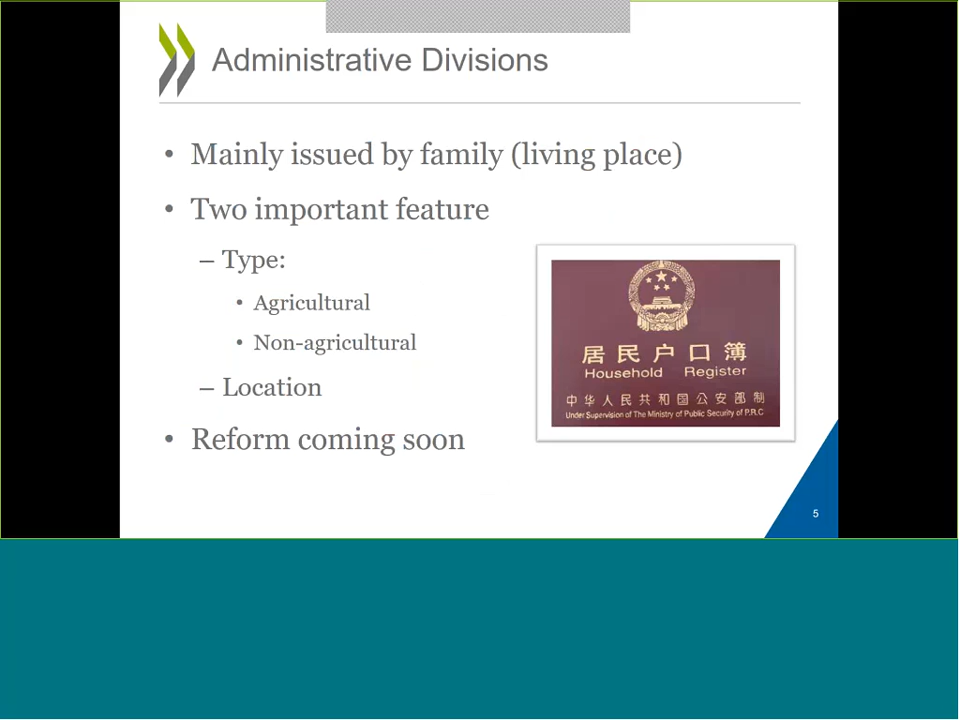 Administrative Divisions
• Mainly issued by family (living place)
• Two important feature
– Type:
• Agricultural
• Non-agricultural
– Location
• Reform coming soon
居民户口簿
Household Register
中华人民共和国公安部制
Under Supervision of The Ministry of Public Security of P.R.C
5